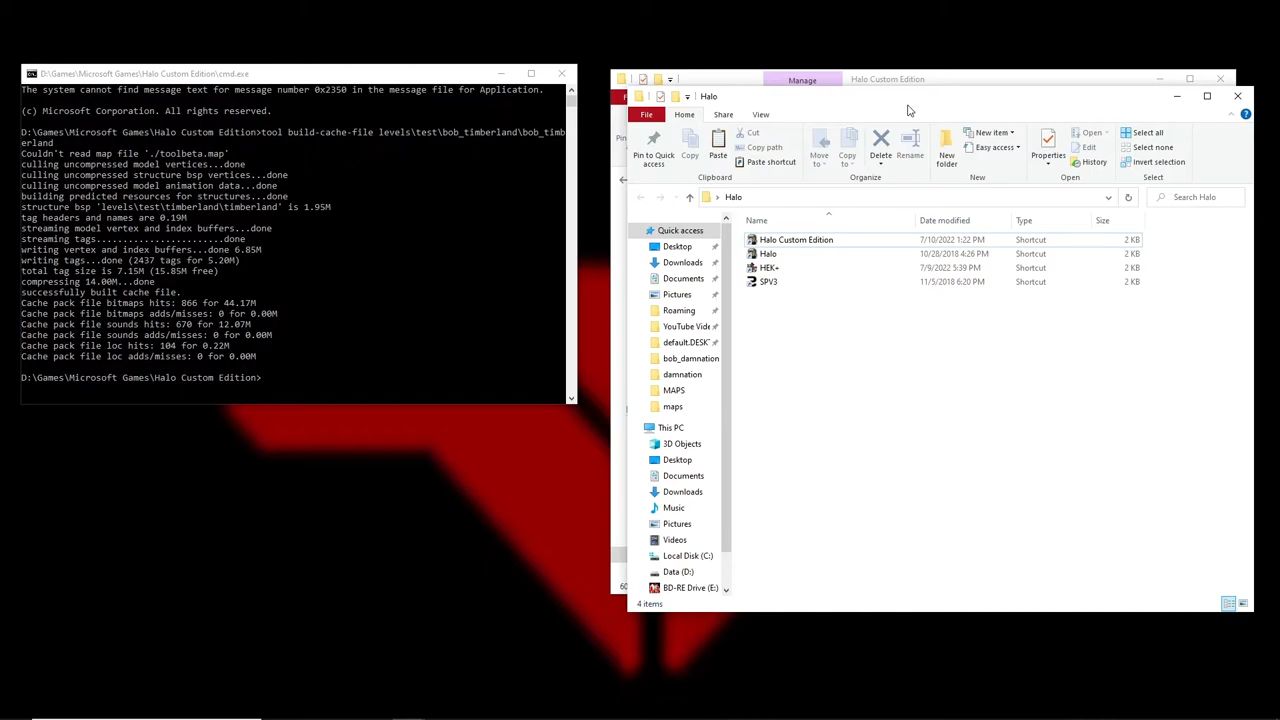 D:\Games\Microsoft Games\Halo Custom Edition\cmd.exe
The system cannot find message text for message number 0x2350 in the message file for Application.
(c) Microsoft Corporation. All rights reserved.
D:\Games\Microsoft Games\Halo Custom Edition>tool build-cache-file levels\test\bob_timberland\bob_timb
erland
Couldn't read map file './toolbeta.map'
culling uncompressed model vertices...done
culling uncompressed structure bsp vertices...done
culling uncompressed model animation data...done
building predicted resources for structures...done
structure bsp 'levels\test\timberland\timberland' is 1.95M
tag headers and names are 0.19M
streaming model vertex and index buffers...done
streaming tags.......................done
writing vertex and index buffers...done 6.85M
writing tags...done (2437 tags for 5.20M)
total tag size is 7.15M (15.85M free)
compressing 14.00M...done
successfully built cache file.
Cache pack file bitmaps hits: 866 for 44.17M
Cache pack file bitmaps adds/misses: 0 for 0.00M
Cache pack file sounds hits: 670 for 12.07M
Cache pack file sounds adds/misses: 0 for 0.00M
Cache pack file loc hits: 104 for 0.22M
Cache pack file loc adds/misses: 0 for 0.00M
D:\Games\Microsoft Games\Halo Custom Edition>
Manage
Halo Custom Edition
Halo
File
Home
Share
View
Pin to Quick
access
Copy
Paste
Cut
Copy path
Paste shortcut
Clipboard
Move
to
Copy
to
Delete
Rename
Organize
New
folder
New item
Easy access
New
Properties
Open
Edit
History
Open
Select all
Select none
Invert selection
Select
Halo
Search Halo
Name
Date modified
Type
Size
Halo Custom Edition 7/10/2022 1:22 PM Shortcut 2 KB
Halo 10/28/2018 4:26 PM Shortcut 2 KB
HEK+ 7/9/2022 5:39 PM Shortcut 2 KB
SPV3 11/5/2018 6:20 PM Shortcut 2 KB
Quick access
Desktop
Downloads
Documents
Pictures
Roaming
YouTube Vide
default.DESK
bob_damnation
damnation
MAPS
maps
This PC
3D Objects
Desktop
Documents
Downloads
Music
Pictures
Videos
Local Disk (C:)
Data (D:)
BD-RE Drive (E:)
4 items